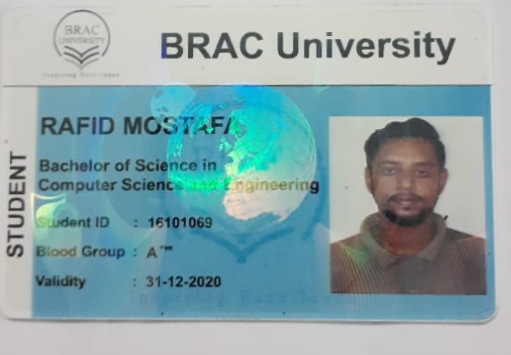 BRAC
UNIVERSITY
Inspiring Excellence
BRAC University
RAFID MOSTAFA
Bachelor of Science in
Computer Science and Engineering
Student ID : 16101069
Blood Group : A+ve
Validity : 31-12-2020
STUDENT